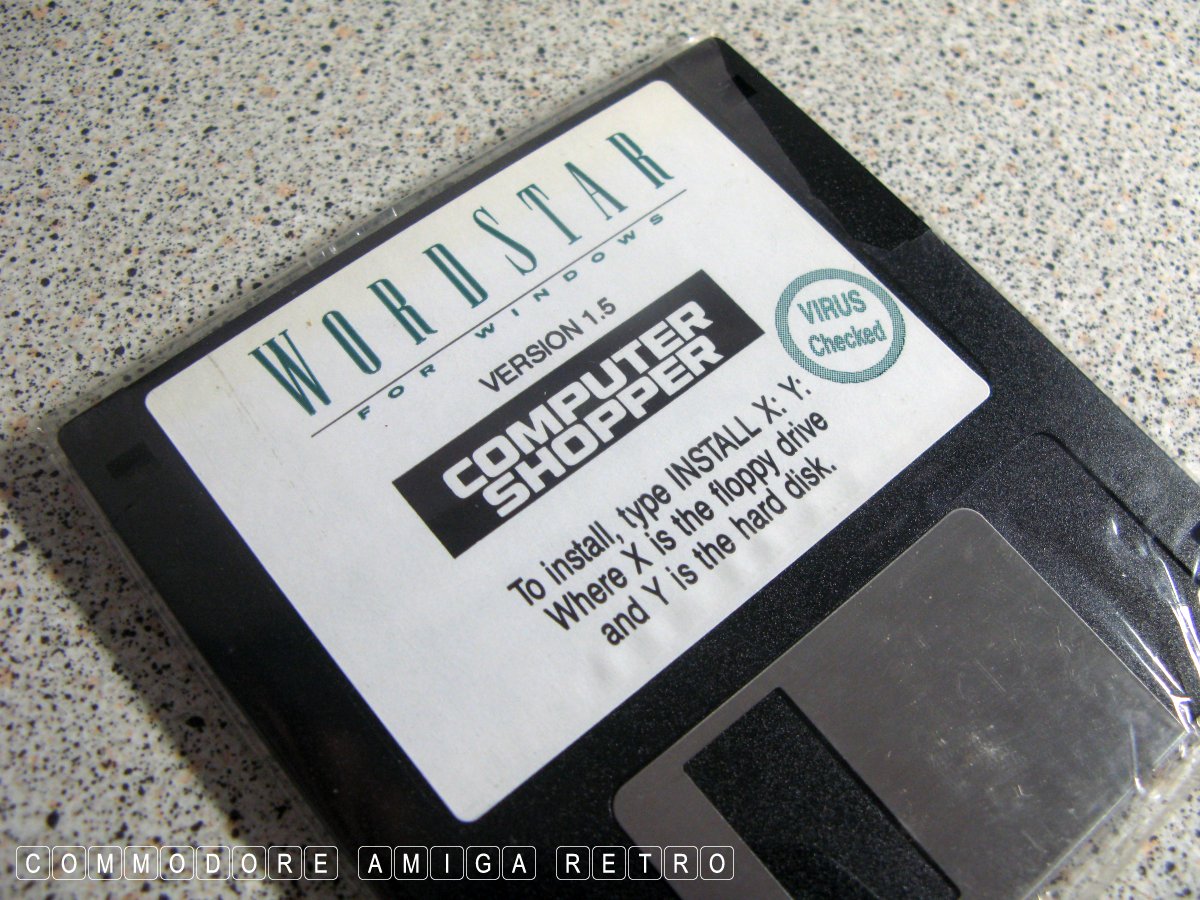 WORDSTAR
FOR WINDOWS
VERSION 1.5
COMPUTER
SHOPPER
VIRUS
Checked
To install, type INSTALL X: Y:
Where X is the floppy drive
and Y is the hard disk.
COMMODORE AMIGA RETRO